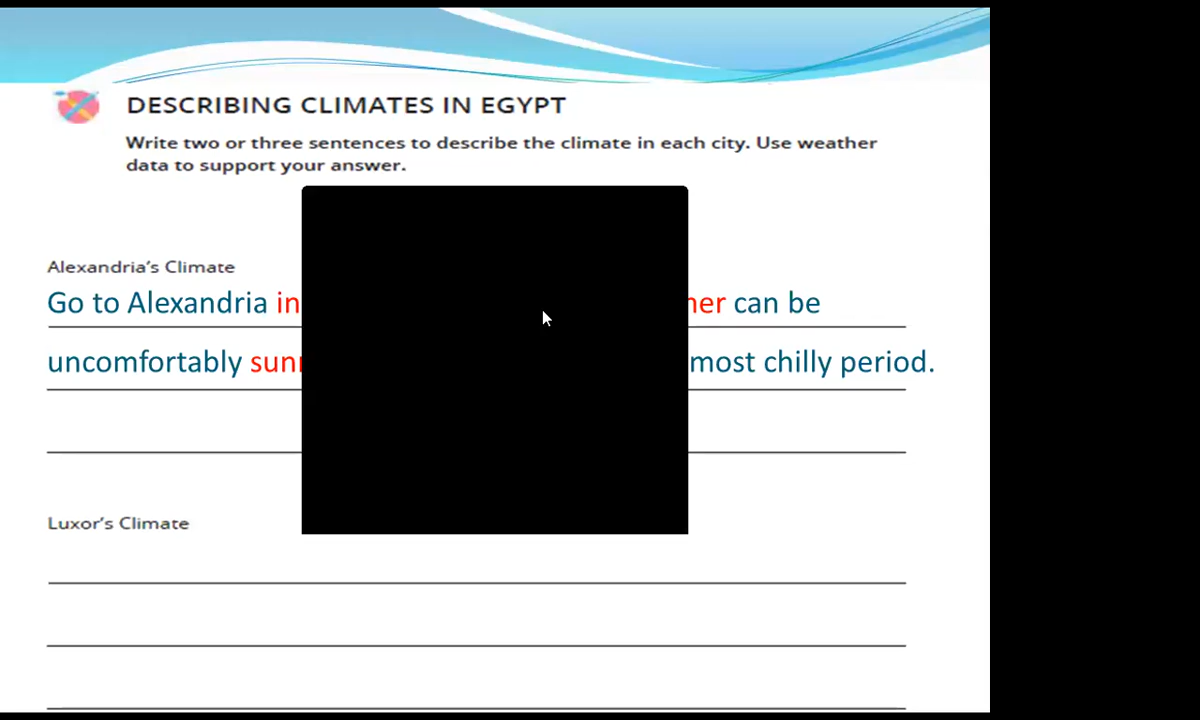 DESCRIBING CLIMATES IN EGYPT
Write two or three sentences to describe the climate in each city. Use weather
data to support your answer.
Alexandria's Climate
Go to Alexandria in can be
uncomfortably most chilly period.
Luxor's Climate